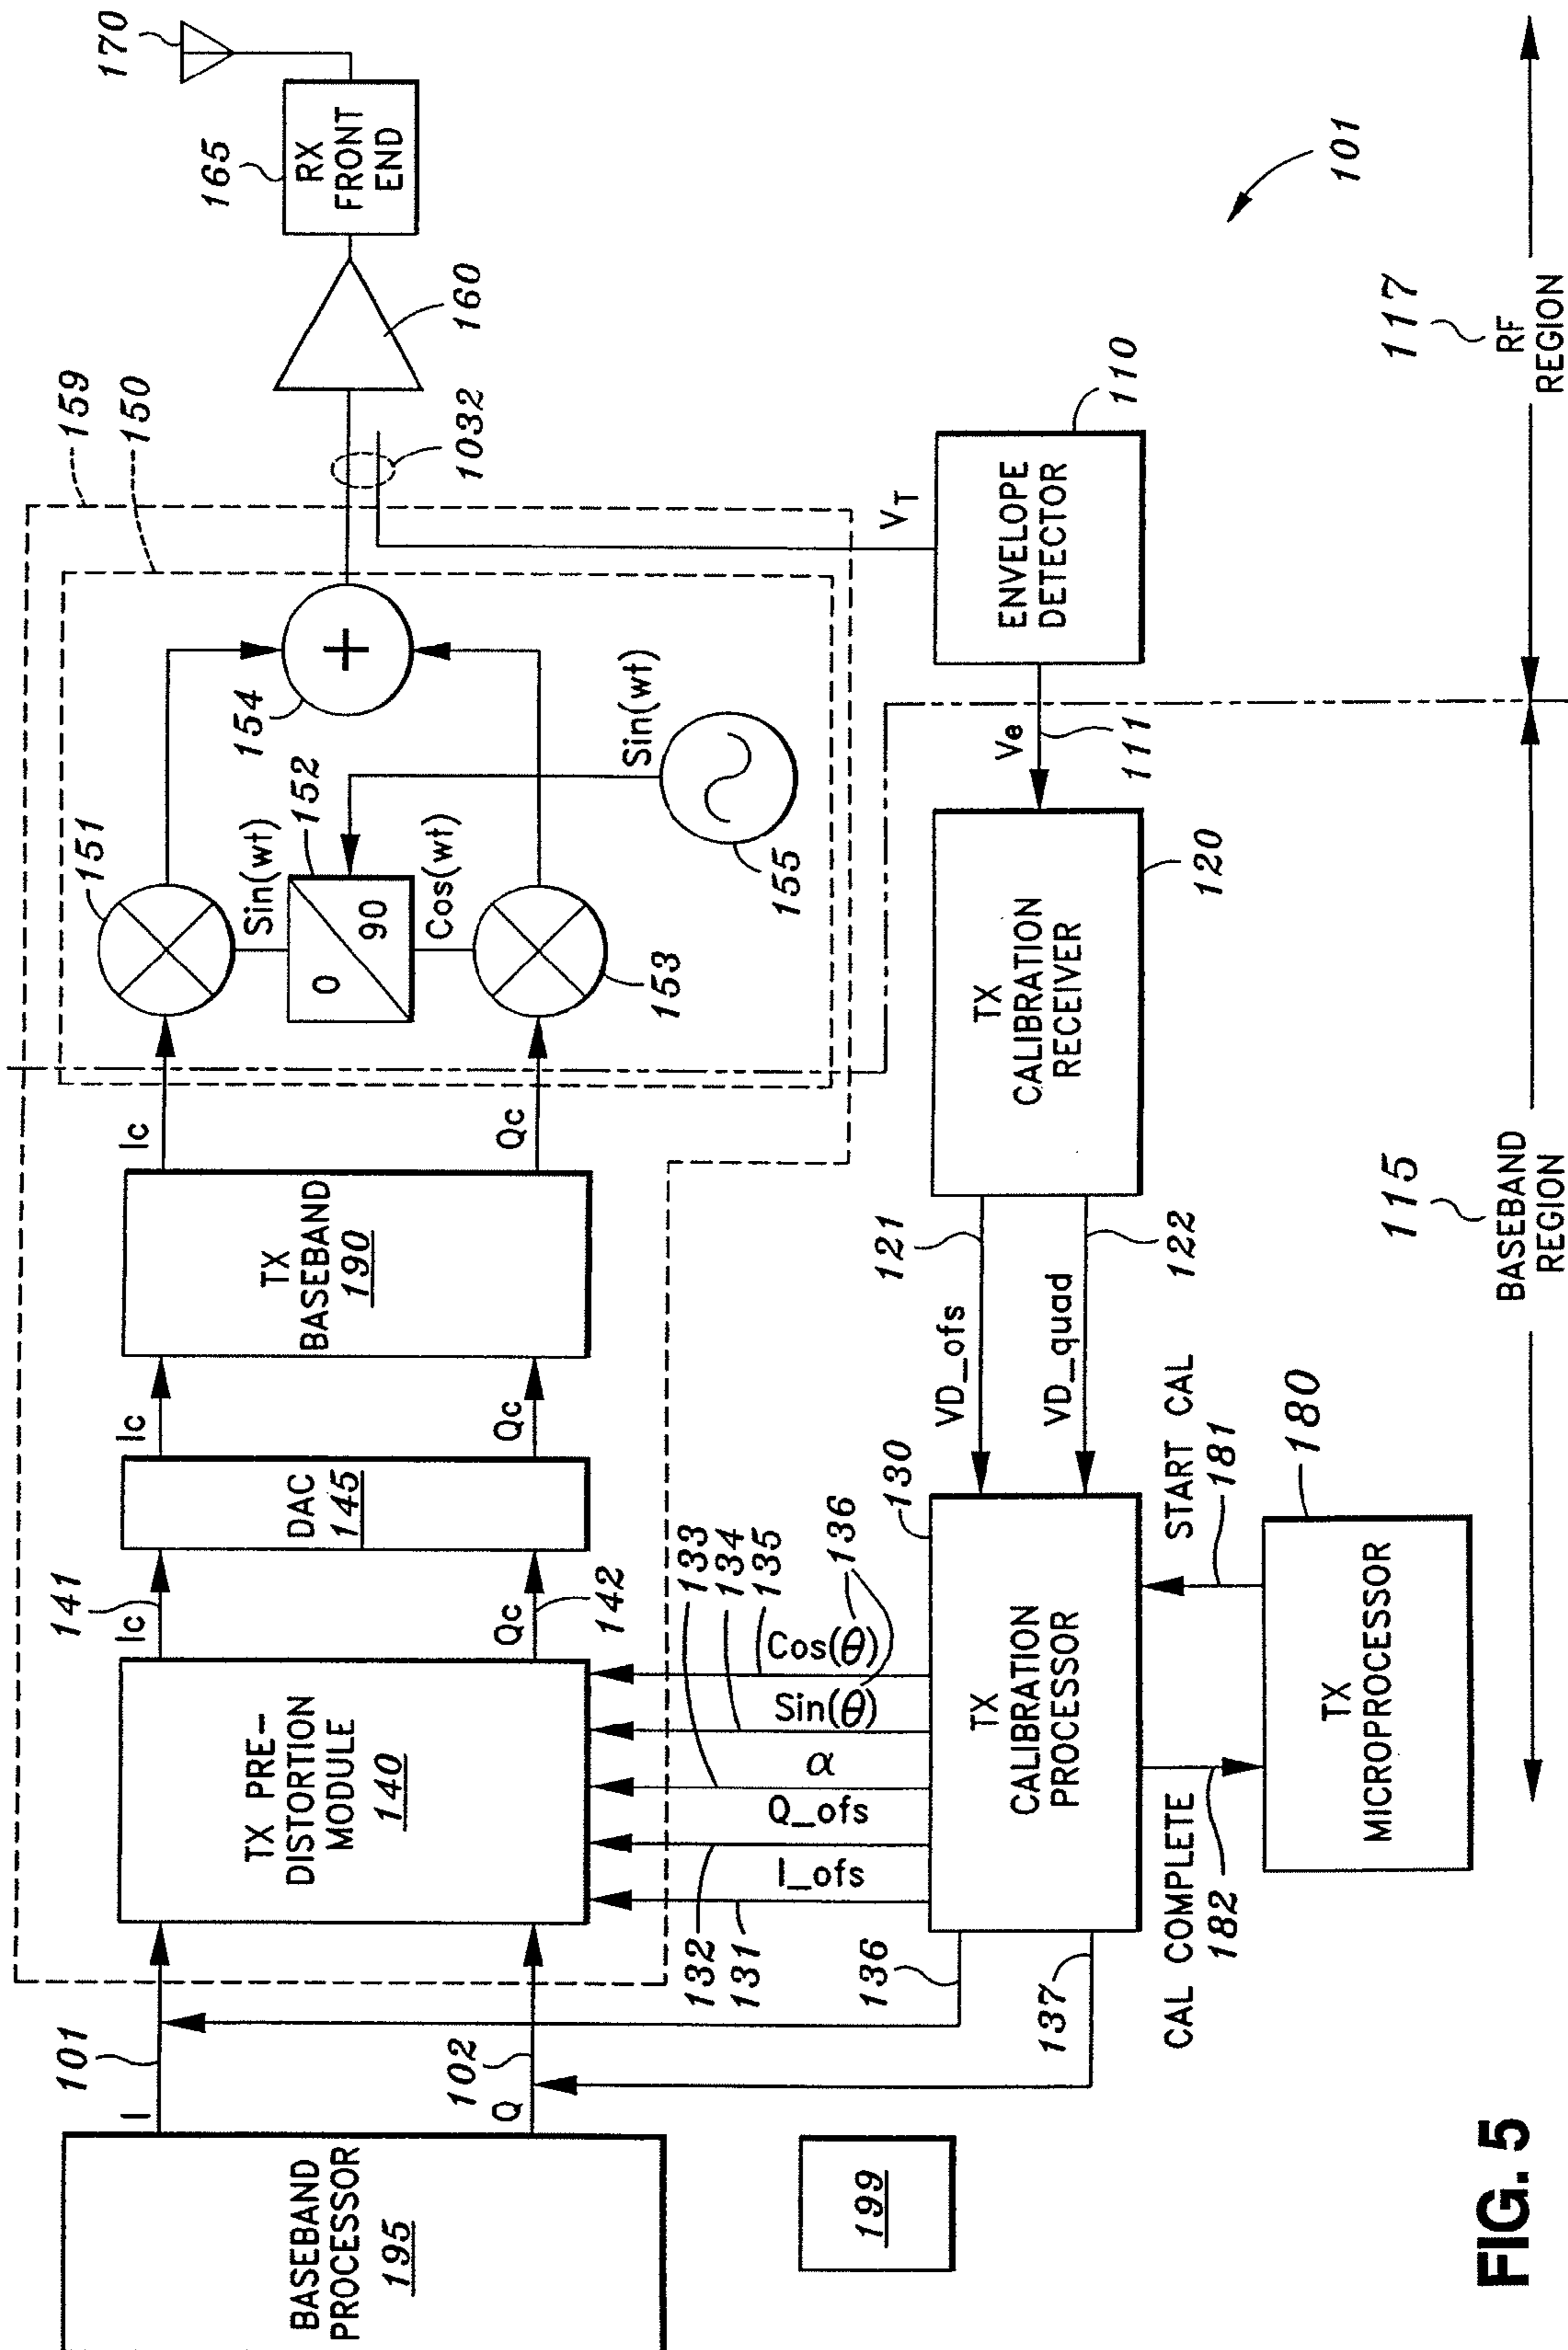 BASEBAND
PROCESSOR
195
I
101
Q
102
199
TX PRE-
DISTORTION
MODULE
140
Ic
141
Qc
142
DAC
145
Ic
Qc
TX
BASEBAND
190
Ic
Qc
151
Sin(wt)
0
90
152
Cos(wt)
153
+
154
Sin(wt)
155
159
150
1032
160
RX
FRONT
END
165
170
VT
ENVELOPE
DETECTOR
110
Ve
111
TX
CALIBRATION
RECEIVER
120
121
VD_ofs
122
VD_quad
TX
CALIBRATION
PROCESSOR
130
Cos(θ)
Sin(θ)
α
Q_ofs
I_ofs
136
135
134
133
132
131
136
137
START CAL
181
CAL COMPLETE
182
TX
MICROPROCESSOR
180
101
115
BASEBAND
REGION
117
RF
REGION
FIG. 5